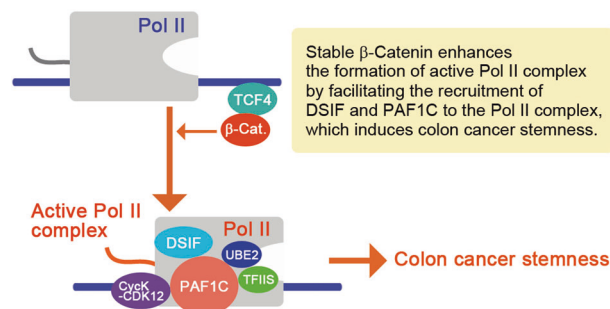 Pol II
TCF4
β-Cat.
Stable β-Catenin enhances
the formation of active Pol II complex
by facilitating the recruitment of
DSIF and PAF1C to the Pol II complex,
which induces colon cancer stemness.
Active Pol II
complex
Pol II
DSIF
UBE2
TFIIS
PAF1C
CycK
-CDK12
Colon cancer stemness